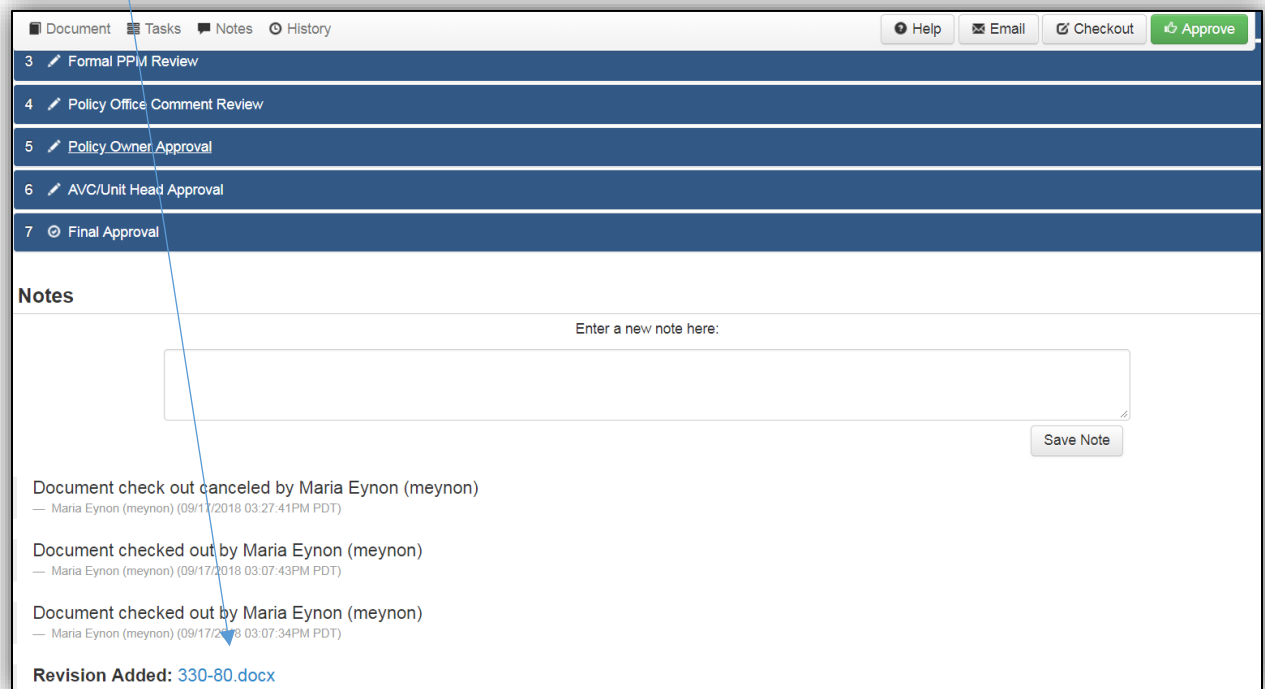 Document Tasks Notes History Help Email Checkout Approve
3 Formal PPM Review
4 Policy Office Comment Review
5 Policy Owner Approval
6 AVC/Unit Head Approval
7 Final Approval
Notes
Enter a new note here:
Save Note
Document check out canceled by Maria Eynon (meynon)
— Maria Eynon (meynon) (09/17/2018 03:27:41PM PDT)
Document checked out by Maria Eynon (meynon)
— Maria Eynon (meynon) (09/17/2018 03:07:43PM PDT)
Document checked out by Maria Eynon (meynon)
— Maria Eynon (meynon) (09/17/2018 03:07:34PM PDT)
Revision Added: 330-80.docx